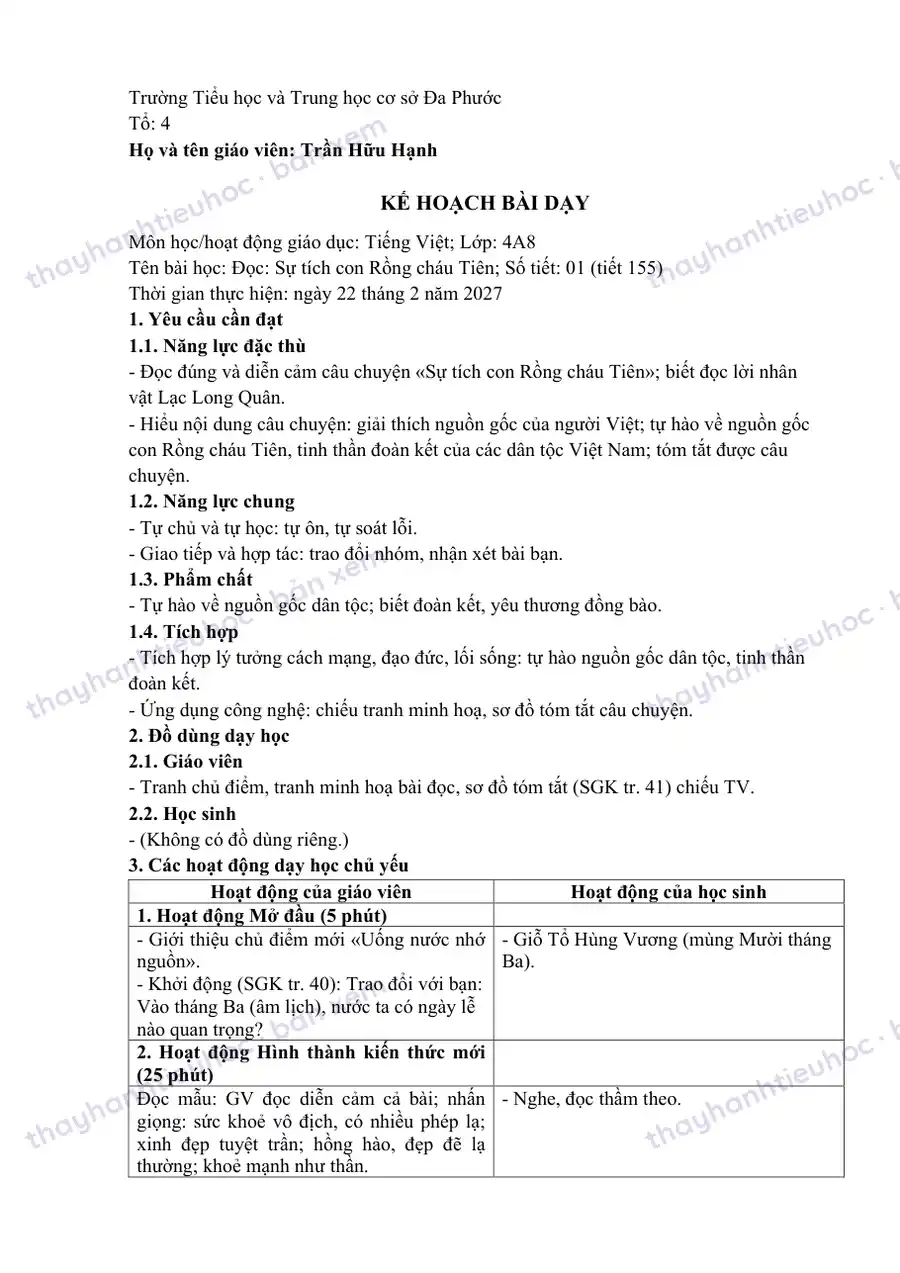 Trường Tiểu học và Trung học cơ sở Đa Phước
Tổ: 4
Họ và tên giáo viên: Trần Hữu Hạnh
KẾ HOẠCH BÀI DẠY
Môn học/hoạt động giáo dục: Tiếng Việt; Lớp: 4A8
Tên bài học: Đọc: Sự tích con Rồng cháu Tiên; Số tiết: 01 (tiết 155)
Thời gian thực hiện: ngày 22 tháng 2 năm 2027
1. Yêu cầu cần đạt
1.1. Năng lực đặc thù
- Đọc đúng và diễn cảm câu chuyện «Sự tích con Rồng cháu Tiên»; biết đọc lời nhân
vật Lạc Long Quân.
- Hiểu nội dung câu chuyện: giải thích nguồn gốc của người Việt; tự hào về nguồn gốc
con Rồng cháu Tiên, tinh thần đoàn kết của các dân tộc Việt Nam; tóm tắt được câu
chuyện.
1.2. Năng lực chung
- Tự chủ và tự học: tự ôn, tự soát lỗi.
- Giao tiếp và hợp tác: trao đổi nhóm, nhận xét bài bạn.
1.3. Phẩm chất
- Tự hào về nguồn gốc dân tộc; biết đoàn kết, yêu thương đồng bào.
1.4. Tích hợp
- Tích hợp lý tưởng cách mạng, đạo đức, lối sống: tự hào nguồn gốc dân tộc, tinh thần
đoàn kết.
- Ứng dụng công nghệ: chiếu tranh minh hoạ, sơ đồ tóm tắt câu chuyện.
2. Đồ dùng dạy học
2.1. Giáo viên
- Tranh chủ điểm, tranh minh hoạ bài đọc, sơ đồ tóm tắt (SGK tr. 41) chiếu TV.
2.2. Học sinh
- (Không có đồ dùng riêng.)
3. Các hoạt động dạy học chủ yếu
Hoạt động của giáo viên
Hoạt động của học sinh
1. Hoạt động Mở đầu (5 phút)
- Giới thiệu chủ điểm mới «Uống nước nhớ
nguồn».
- Khởi động (SGK tr. 40): Trao đổi với bạn:
Vào tháng Ba (âm lịch), nước ta có ngày lễ
nào quan trọng?
- Giỗ Tổ Hùng Vương (mùng Mười tháng
Ba).
2. Hoạt động Hình thành kiến thức mới
(25 phút)
Đọc mẫu: GV đọc diễn cảm cả bài; nhấn
giọng: sức khoẻ vô địch, có nhiều phép lạ;
xinh đẹp tuyệt trần; hồng hào, đẹp đẽ lạ
thường; khoẻ mạnh như thần.
- Nghe, đọc thầm theo.
thayhanhtieuhoc · bản xem
thayhanhtieuhoc · b
thayhanhtieuhoc · bản xem
thayhanhtieuhoc · b
thayhanhtieuhoc · bản xem
thayhanhtieuhoc · b